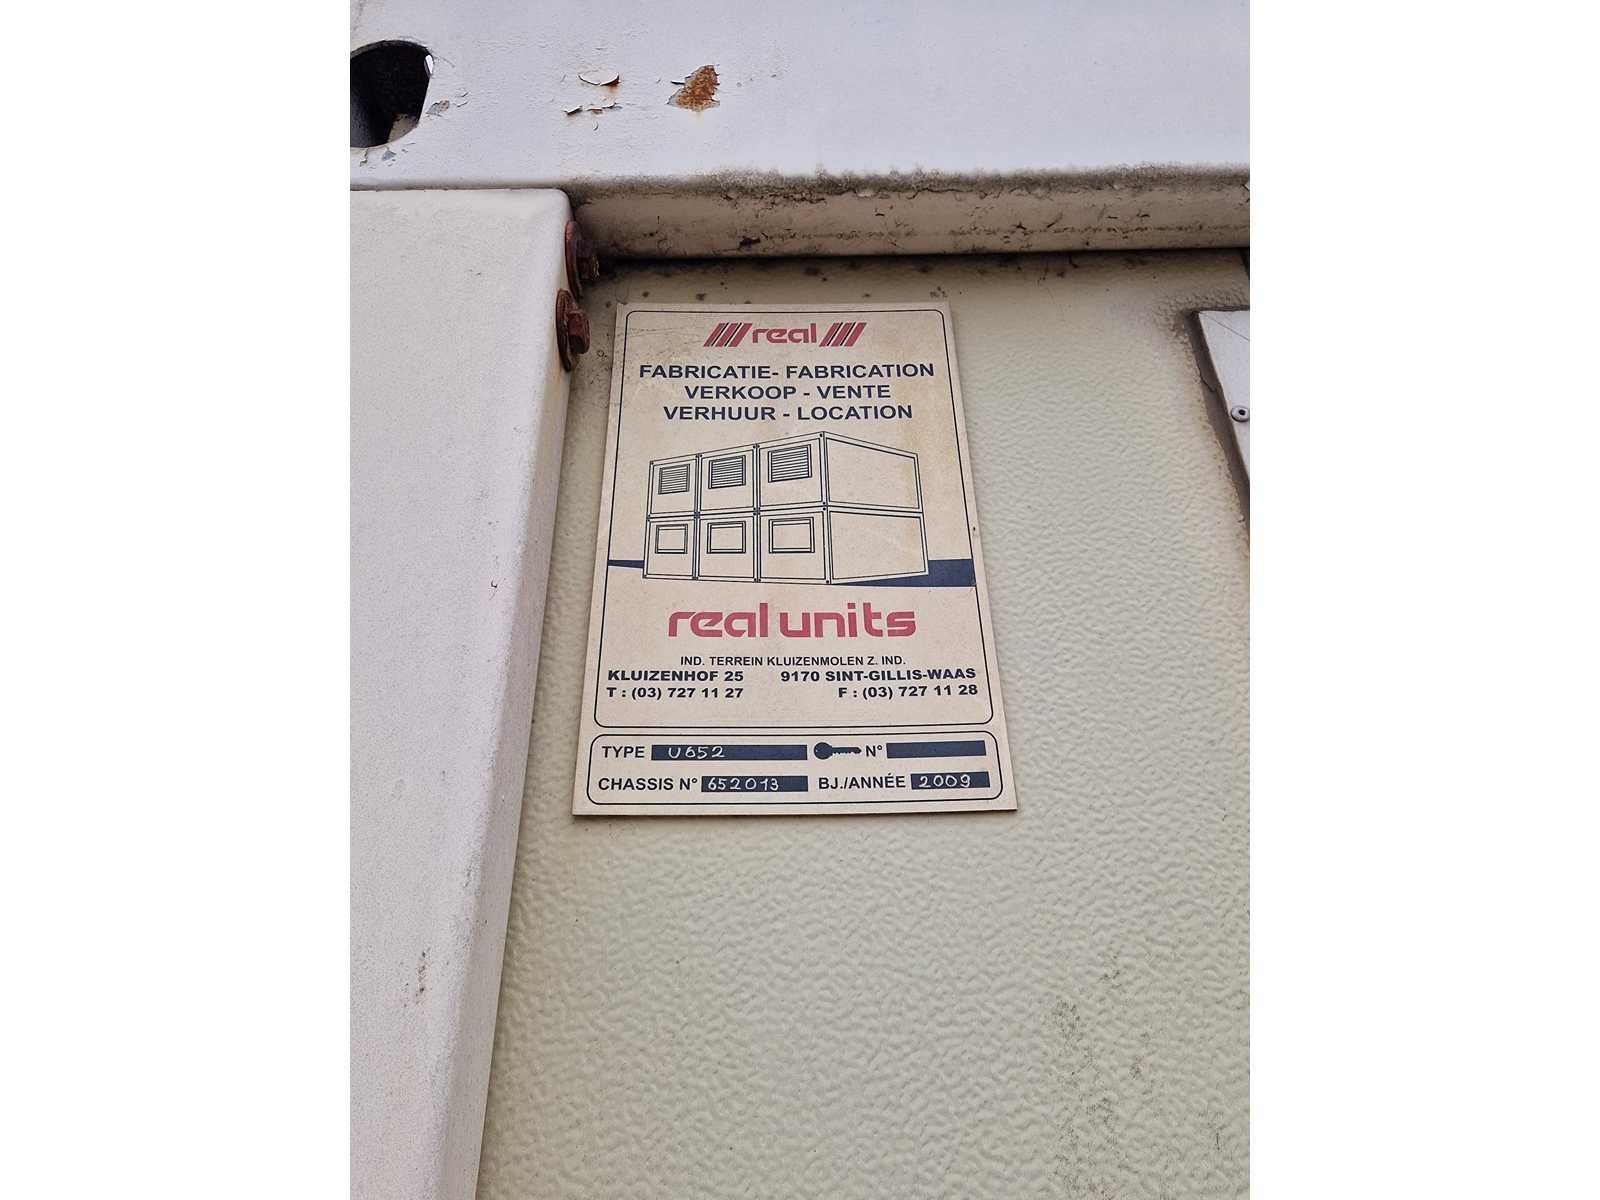 real
FABRICATIE- FABRICATION
VERKOOP - VENTE
VERHUUR - LOCATION
real units
IND. TERREIN KLUIZENMOLEN Z. IND.
KLUIZENHOF 25 9170 SINT-GILLIS-WAAS
T : (03) 727 11 27 F : (03) 727 11 28
TYPE U652 N°
CHASSIS N° 652013 BJ./ANNÉE 2009